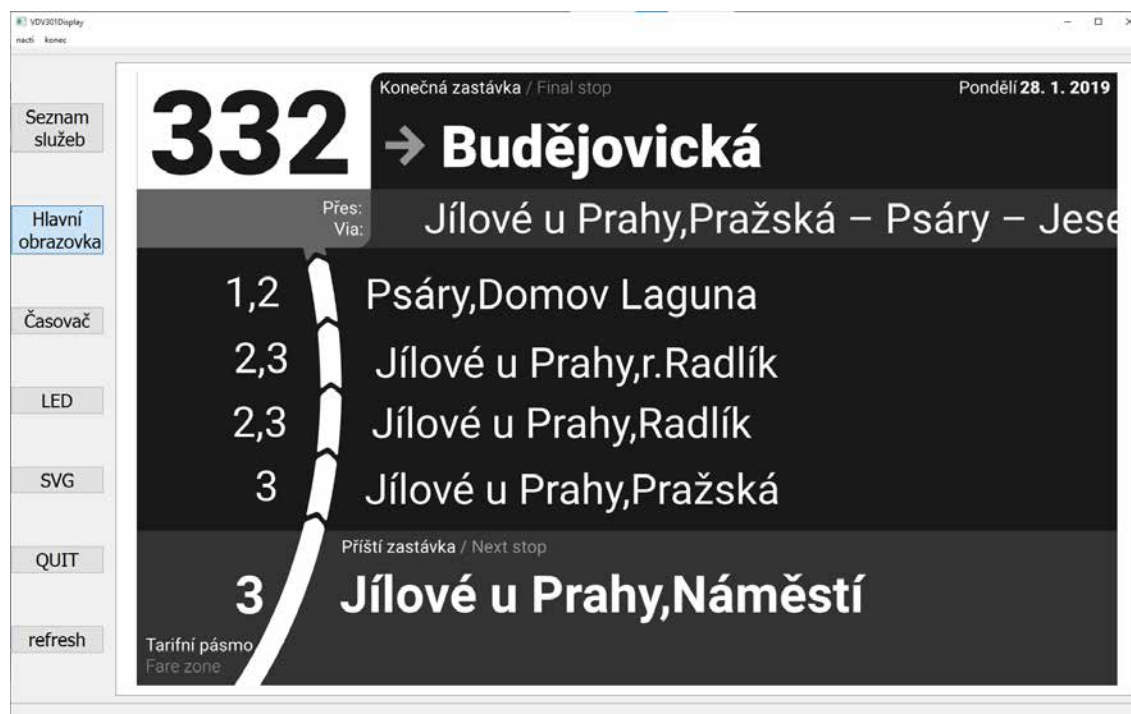 VDV301Display
načti konec
Seznam
služeb
Hlavní
obrazovka
Časovač
LED
SVG
QUIT
refresh
332
Konečná zastávka / Final stop
Pondělí 28. 1. 2019
→ Budějovická
Přes:
Via:
Jílové u Prahy,Pražská – Psáry – Jese
1,2 Psáry,Domov Laguna
2,3 Jílové u Prahy,r.Radlík
2,3 Jílové u Prahy,Radlík
3 Jílové u Prahy,Pražská
Příští zastávka / Next stop
3 Jílové u Prahy,Náměstí
Tarifní pásmo
Fare zone